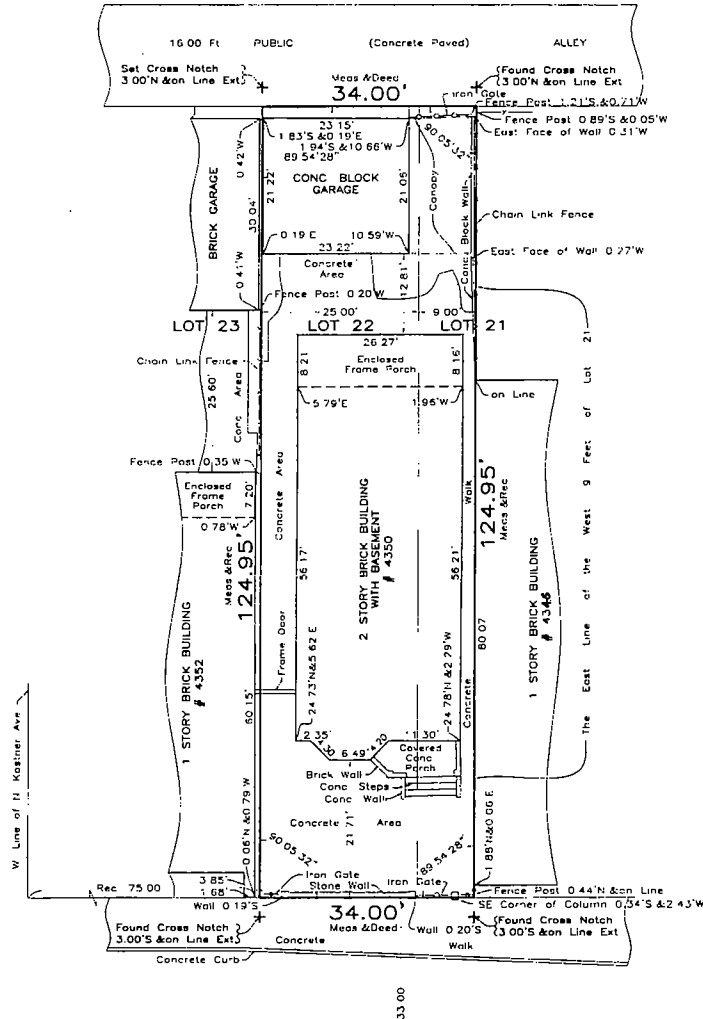 16 00 Ft PUBLIC (Concrete Paved) ALLEY
Set Cross Notch
3 00'N &on Line Ext
Meas &Deed
34.00'
Found Cross Notch
3 00'N &on Line Ext
Iron Gate
Fence Post 1.21'S &0.71'W
Fence Post 0 89'S &0 05'W
East Face of Wall 0 31'W
23 15'
1 83'S &0 19'E
1.94'S &10 66'W
89 54'28"
90 05'32"
BRICK GARAGE
0 42'W
30 04'
0 41'W
21 22'
CONC BLOCK
GARAGE
21 06'
Canopy
Conc Block Wall
Chain Link Fence
0 19 E
10 59'W
23 22'
East Face of Wall 0 27'W
Concrete
Area
12 81'
Fence Post 0 20'W
25 00'
9 00'
LOT 23
LOT 22
LOT 21
26 27'
Chain Link Fence
8 21
Enclosed
Frame Porch
8 16'
25 60'
Conc Area
5 79'E
1.96'W
on Line
Fence Post 0.35 W
Enclosed
Frame
Porch
7 20'
0 78'W
Concrete Area
Walk
124.95'
Meas &Rec
124.95'
Meas &Rec
56 17'
2 STORY BRICK BUILDING
WITH BASEMENT
# 4350
56 21'
80 07
1 STORY BRICK BUILDING
# 4352
1 STORY BRICK BUILDING
# 4346
The East Line of the West 9 Feet of Lot 21
60 15'
Frame Door
24 73'N &5 62 E
24 78'N &2 29'W
Concrete
W Line of N Kostner Ave
2 35'
4 30
6 49'
4 20
Covered
Conc
Porch
Brick Wall
Conc Steps
Conc Wall
Concrete Area
21 71'
0 06'N &0 79 W
90 05'32"
89 54'28"
1 85'N &0 06 E
Rec 75 00
3 85'
1 68'
Wall 0 19'S
Iron Gate
Stone Wall
Iron Gate
Fence Post 0 44'N &on Line
SE Corner of Column 0 34'S &2 43'W
Found Cross Notch
3.00'S &on Line Ext
34.00'
Meas &Deed
Wall 0 20'S
Found Cross Notch
3 00'S &on Line Ext
Concrete Walk
Concrete Curb
33 00